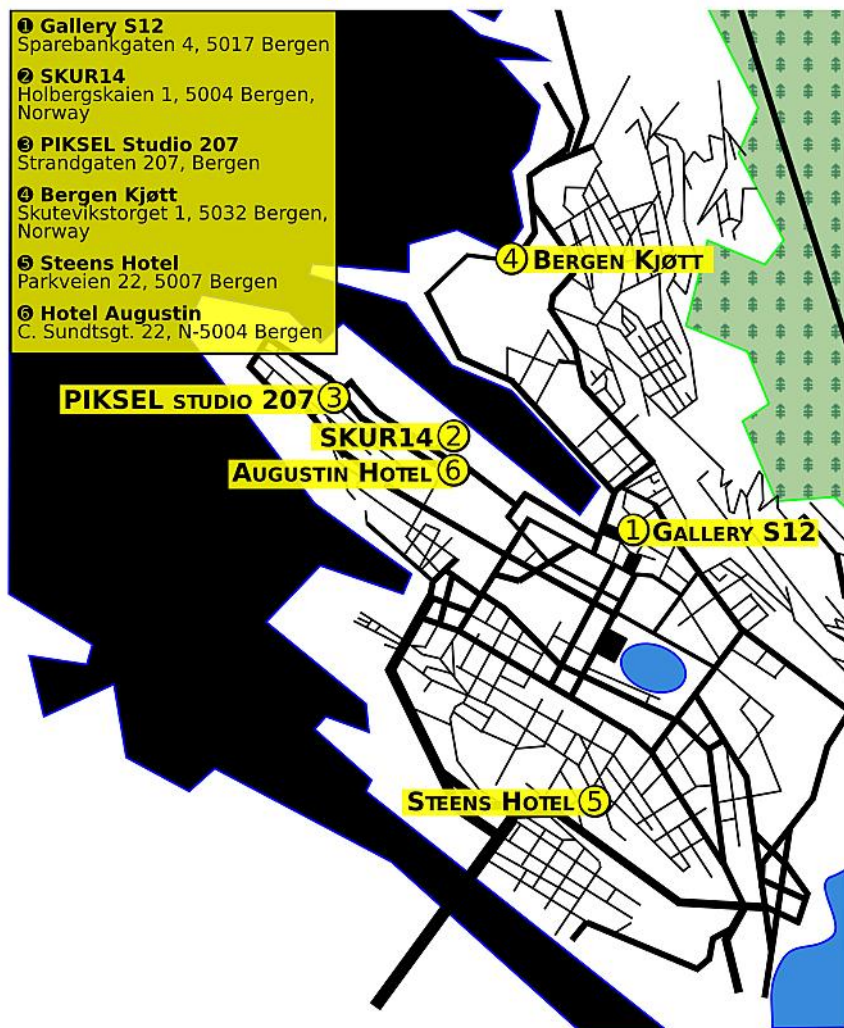 ❶ Gallery S12
Sparebankgaten 4, 5017 Bergen
❷ SKUR14
Holbergskaien 1, 5004 Bergen,
Norway
❸ PIKSEL Studio 207
Strandgaten 207, Bergen
❹ Bergen Kjøtt
Skutevikstorget 1, 5032 Bergen,
Norway
❺ Steens Hotel
Parkveien 22, 5007 Bergen
❻ Hotel Augustin
C. Sundtsgt. 22, N-5004 Bergen
④ Bergen Kjøtt
PIKSEL studio 207 ③
SKUR14 ②
Augustin Hotel ⑥
① Gallery S12
Steens Hotel ⑤